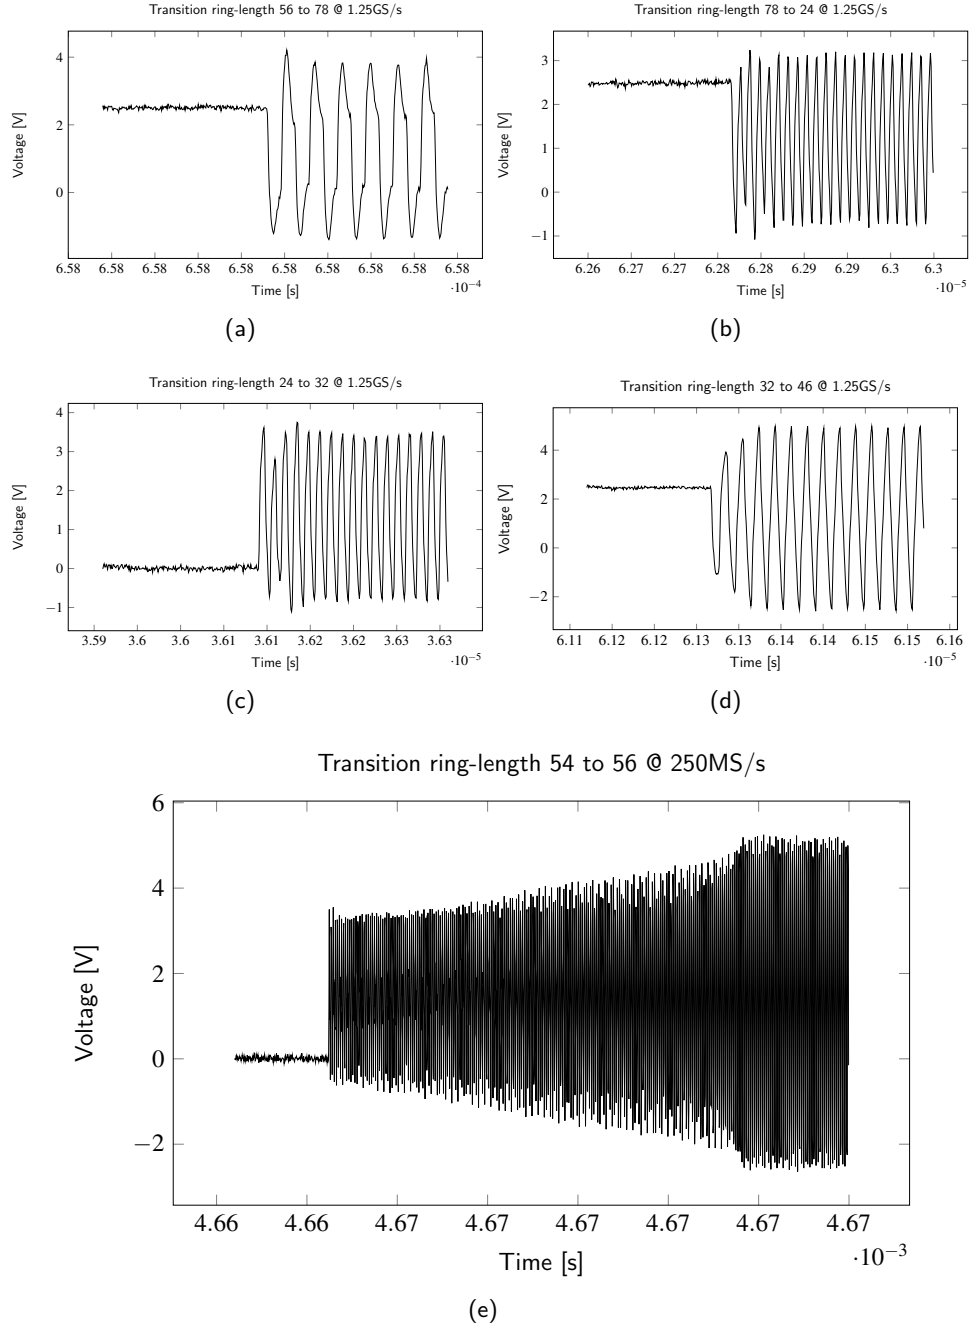 Transition ring-length 56 to 78 @ 1.25GS/s
4
2
0
Voltage [V]
6.58 6.58 6.58 6.58 6.58 6.58 6.58 6.58 6.58 6.58
Time [s]
·10−4
(a)
Transition ring-length 78 to 24 @ 1.25GS/s
3
2
1
0
−1
Voltage [V]
6.26 6.27 6.27 6.28 6.28 6.29 6.29 6.3 6.3
Time [s]
·10−5
(b)
Transition ring-length 24 to 32 @ 1.25GS/s
4
3
2
1
0
−1
Voltage [V]
3.59 3.6 3.6 3.61 3.61 3.62 3.62 3.63 3.63
Time [s]
·10−5
(c)
Transition ring-length 32 to 46 @ 1.25GS/s
4
2
0
−2
Voltage [V]
6.11 6.12 6.12 6.13 6.13 6.14 6.14 6.15 6.15 6.16
Time [s]
·10−5
(d)
Transition ring-length 54 to 56 @ 250MS/s
6
4
2
0
−2
Voltage [V]
4.66 4.66 4.67 4.67 4.67 4.67 4.67 4.67
Time [s]
·10−3
(e)